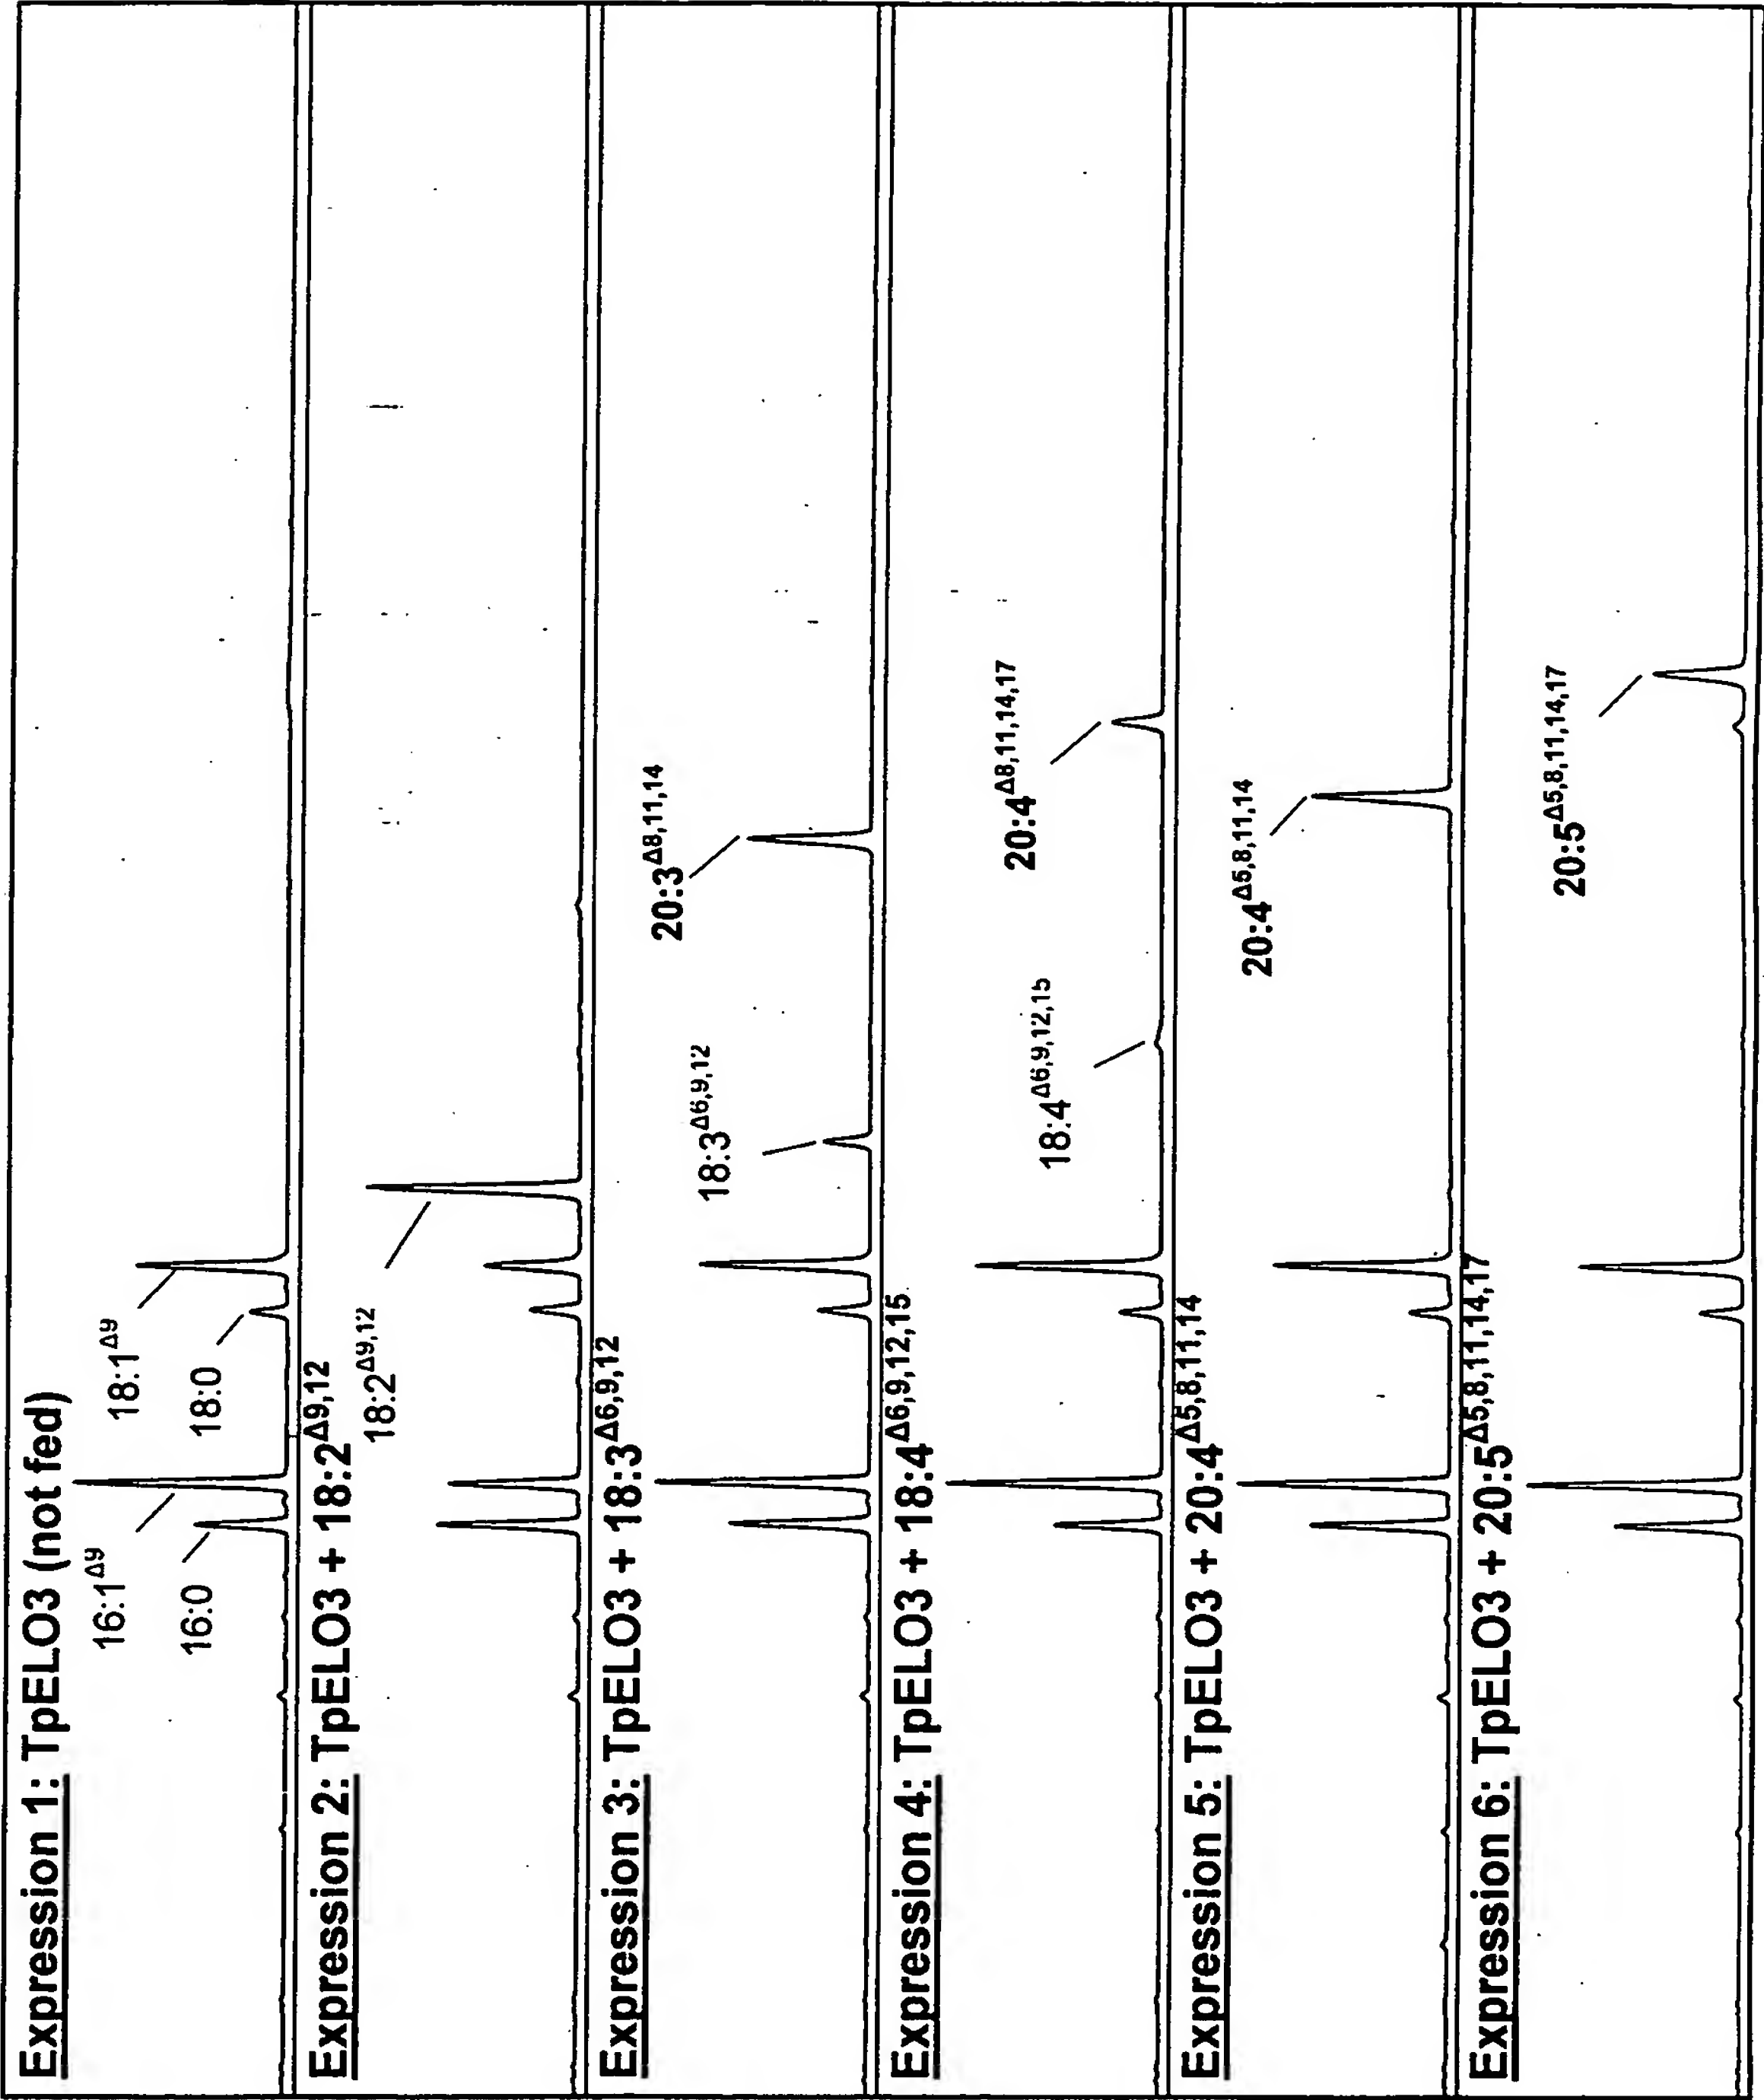 Expression 1: TpELO3 (not fed)
16:1Δ9
16:0
18:1Δ9
18:0
Expression 2: TpELO3 + 18:2Δ9,12
18:2Δ9,12
Expression 3: TpELO3 + 18:3Δ6,9,12
18:3Δ6,9,12
20:3Δ8,11,14
Expression 4: TpELO3 + 18:4Δ6,9,12,15
18:4Δ6,9,12,15
20:4Δ8,11,14,17
Expression 5: TpELO3 + 20:4Δ5,8,11,14
20:4Δ5,8,11,14
Expression 6: TpELO3 + 20:5Δ5,8,11,14,17
20:5Δ5,8,11,14,17